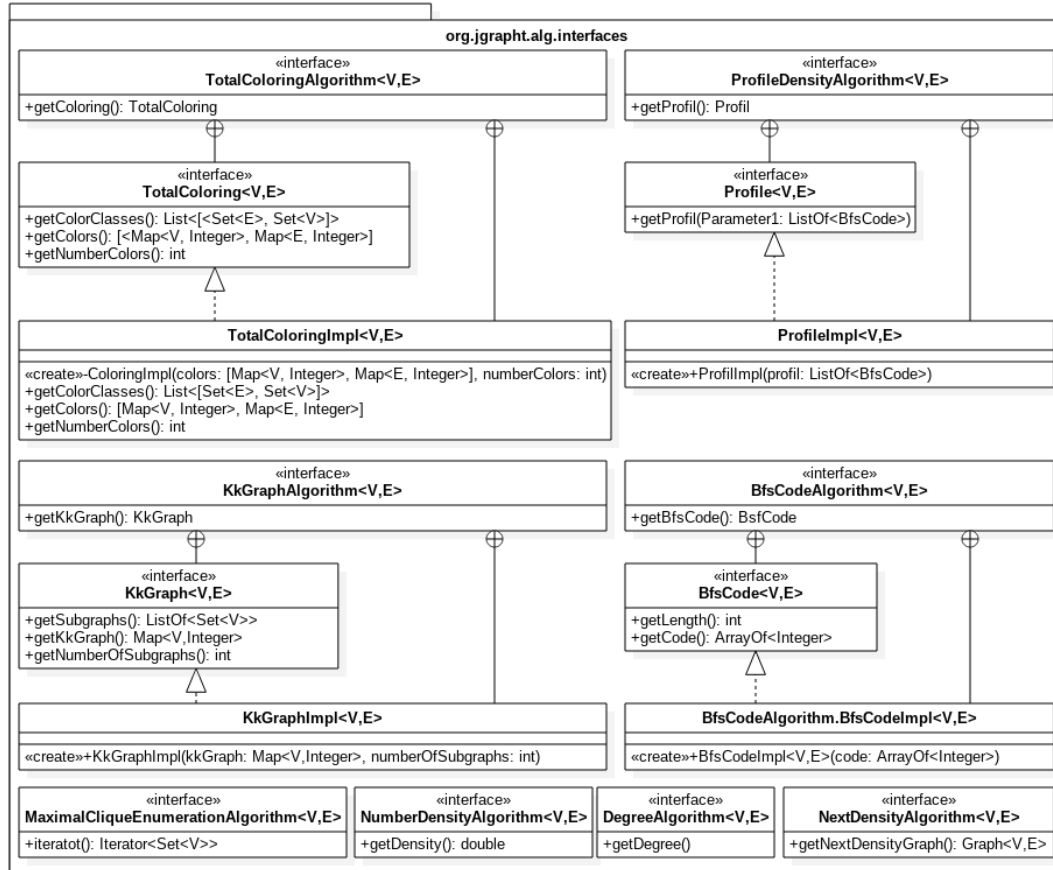 org.jgrapht.alg.interfaces
«interface»
TotalColoringAlgorithm<V,E>
+getColoring(): TotalColoring
«interface»
ProfileDensityAlgorithm<V,E>
+getProfil(): Profil
«interface»
TotalColoring<V,E>
+getColorClasses(): List<[<Set<E>, Set<V>]>
+getColors(): [<Map<V, Integer>, Map<E, Integer>]
+getNumberColors(): int
«interface»
Profile<V,E>
+getProfil(Parameter1: ListOf<BfsCode>)
TotalColoringImpl<V,E>
«create»-ColoringImpl(colors: [Map<V, Integer>, Map<E, Integer>], numberColors: int)
+getColorClasses(): List<[Set<E>, Set<V>]>
+getColors(): [Map<V, Integer>, Map<E, Integer>]
+getNumberColors(): int
ProfileImpl<V,E>
«create»+ProfilImpl(profil: ListOf<BfsCode>)
«interface»
KkGraphAlgorithm<V,E>
+getKkGraph(): KkGraph
«interface»
BfsCodeAlgorithm<V,E>
+getBfsCode(): BsfCode
«interface»
KkGraph<V,E>
+getSubgraphs(): ListOf<Set<V>>
+getKkGraph(): Map<V,Integer>
+getNumberOfSubgraphs(): int
«interface»
BfsCode<V,E>
+getLength(): int
+getCode(): ArrayOf<Integer>
KkGraphImpl<V,E>
«create»+KkGraphImpl(kkGraph: Map<V,Integer>, numberOfSubgraphs: int)
BfsCodeAlgorithm.BfsCodeImpl<V,E>
«create»+BfsCodeImpl<V,E>(code: ArrayOf<Integer>)
«interface»
MaximalCliqueEnumerationAlgorithm<V,E>
+iteratot(): Iterator<Set<V>>
«interface»
NumberDensityAlgorithm<V,E>
+getDensity(): double
«interface»
DegreeAlgorithm<V,E>
+getDegree()
«interface»
NextDensityAlgorithm<V,E>
+getNextDensityGraph(): Graph<V,E>